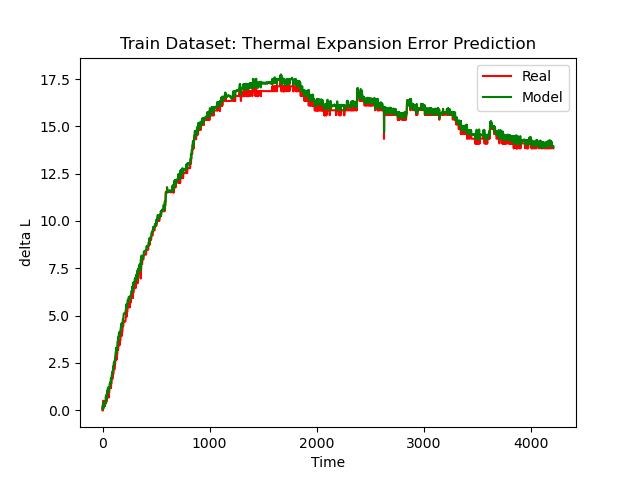 Train Dataset: Thermal Expansion Error Prediction
Real
Model
delta L
17.5
15.0
12.5
10.0
7.5
5.0
2.5
0.0
0 1000 2000 3000 4000
Time